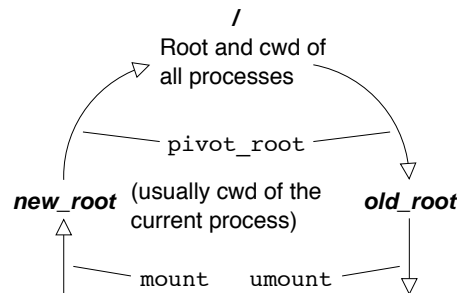 /
Root and cwd of
all processes
pivot_root
new_root
(usually cwd of the
current process)
old_root
mount
umount